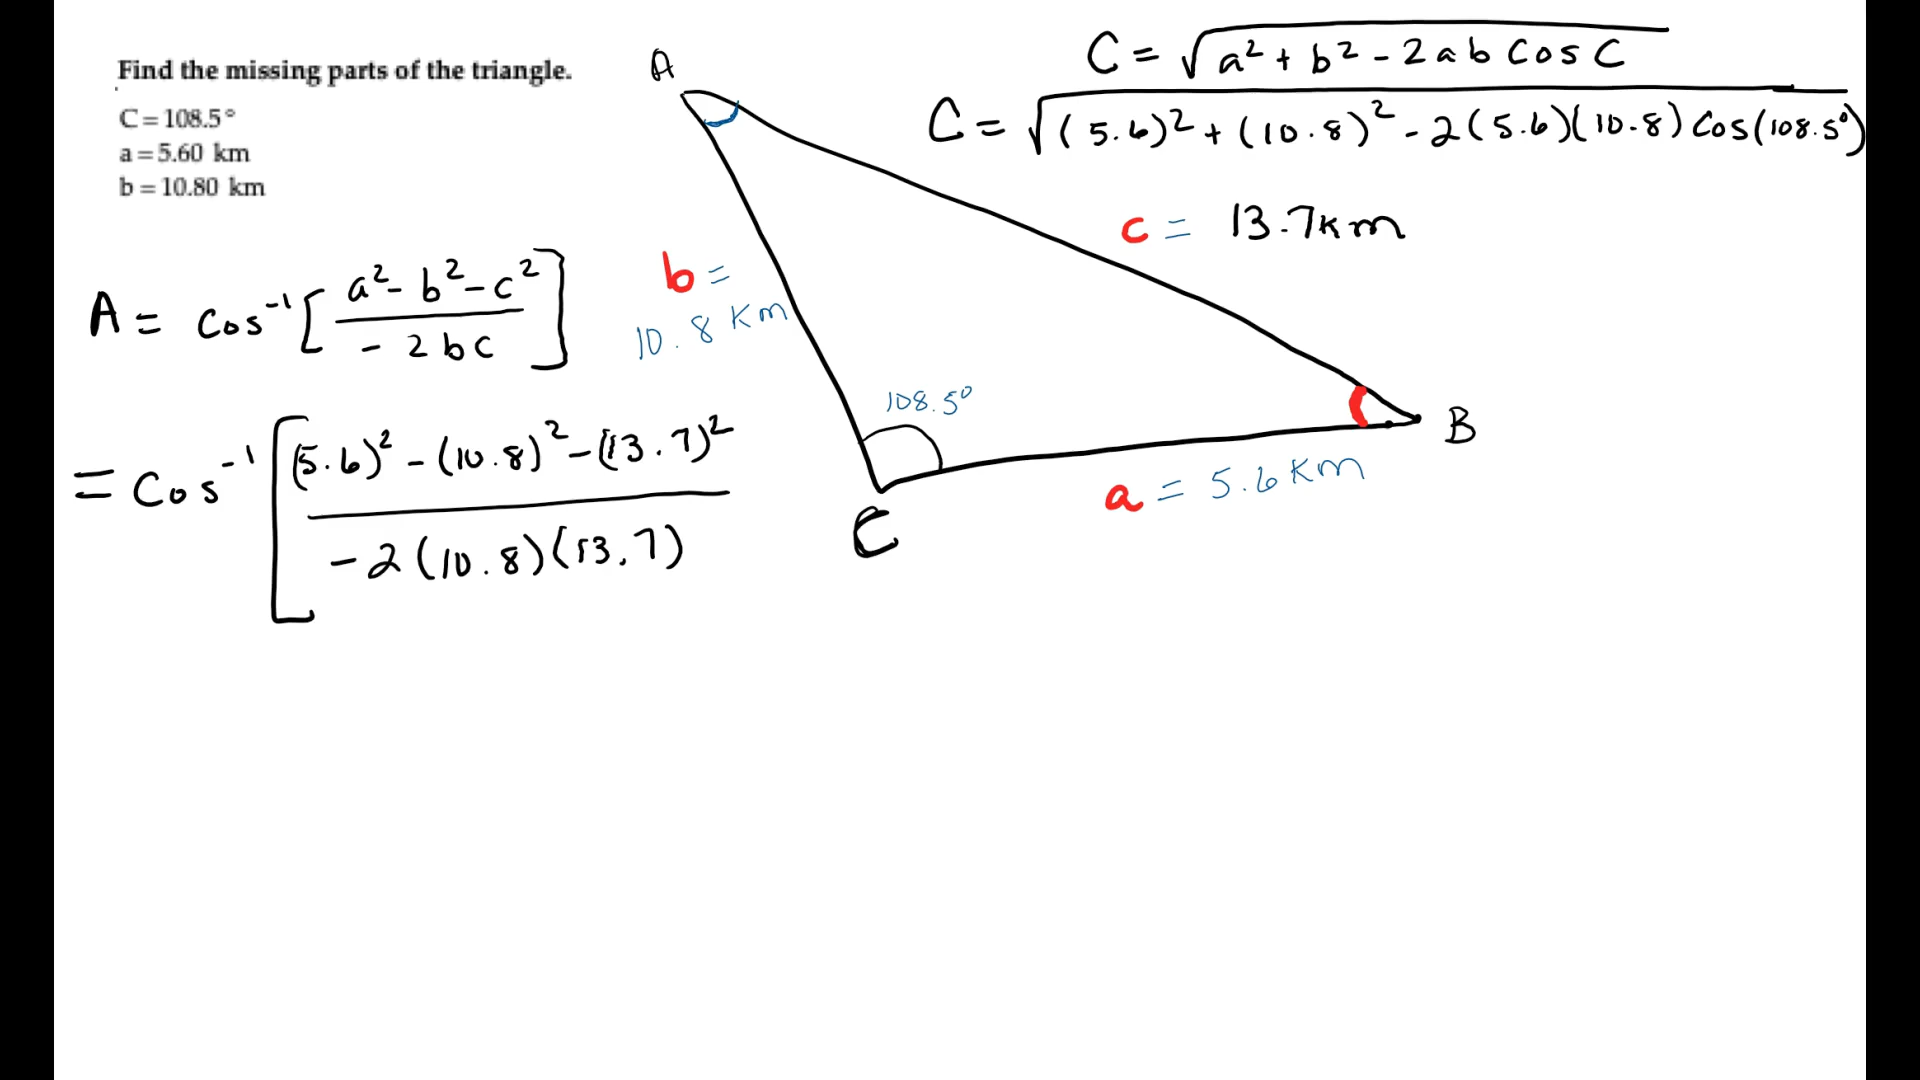 Find the missing parts of the triangle.
C = 108.5°
a = 5.60 km
b = 10.80 km
A
C = √a² + b² - 2ab Cos C
C = √(5.6)² + (10.8)² - 2(5.6)(10.8) Cos(108.5°)
c = 13.7km
b =
10.8 Km
A = Cos⁻¹ [ a² - b² - c² / - 2bc ]
108.5°
B
a = 5.6 Km
C
= Cos⁻¹ [ (5.6)² - (10.8)² - (13.7)² / - 2(10.8)(13.7)